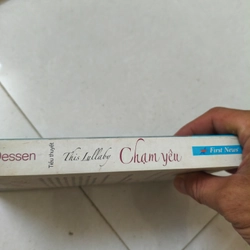 Dessen
Tiểu thuyết
This Lullaby
Chạm yêu
First News